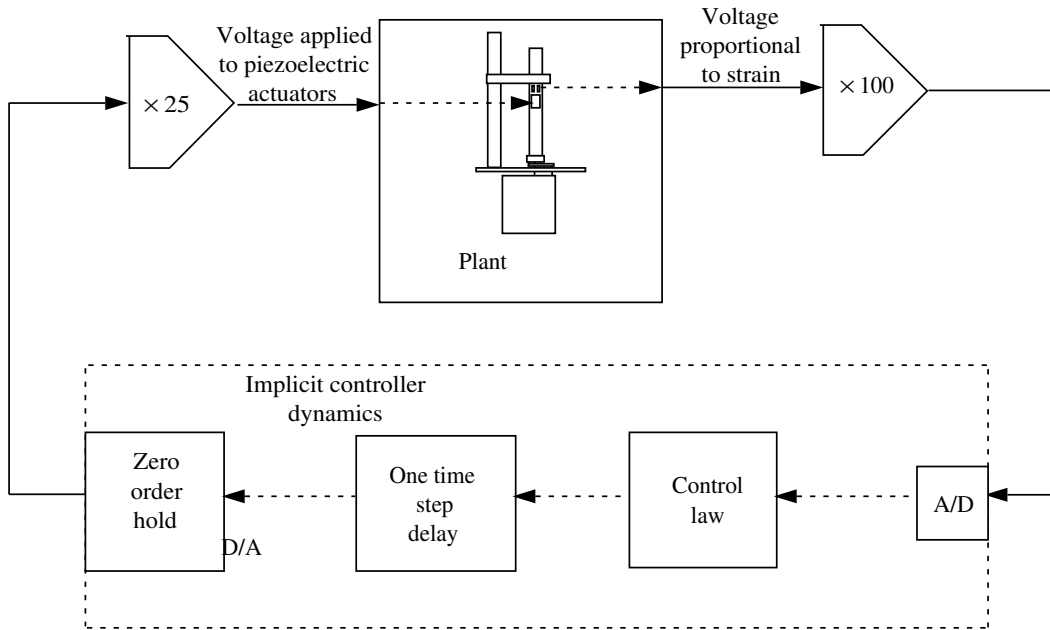 Voltage applied
to piezoelectric
actuators
Voltage
proportional
to strain
× 25
× 100
Plant
Implicit controller
dynamics
Zero
order
hold
D/A
One time
step
delay
Control
law
A/D